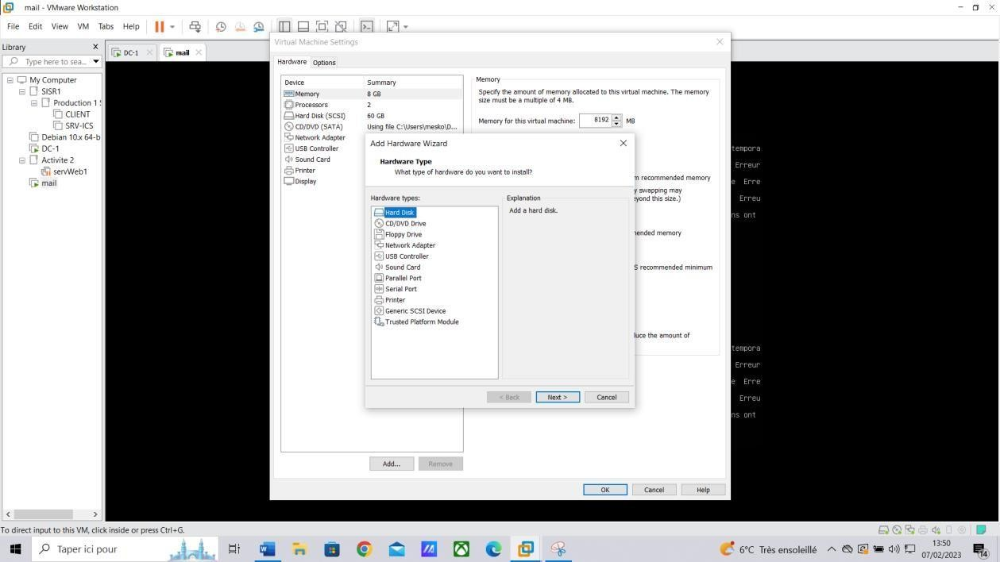 mail - VMware Workstation
File Edit View VM Tabs Help
Library
Type here to sea...
My Computer
SISR1
Production 1
CLIENT
SRV-ICS
Debian 10.x 64-b
DC-1
Activite 2
servWeb1
mail
DC-1
mail
Virtual Machine Settings
Hardware Options
Device Summary
Memory 8 GB
Processors 2
Hard Disk (SCSI) 60 GB
CD/DVD (SATA) Using file C:\Users\mesko\D...
Network Adapter
USB Controller
Sound Card
Printer
Display
Memory
Specify the amount of memory allocated to this virtual machine. The memory
size must be a multiple of 4 MB.
Memory for this virtual machine: 8192 MB
m recommended memory
y swapping may
eyond this size.)
mended memory
S recommended minimum
luce the amount of
Add Hardware Wizard
Hardware Type
What type of hardware do you want to install?
Hardware types:
Hard Disk
CD/DVD Drive
Floppy Drive
Network Adapter
USB Controller
Sound Card
Parallel Port
Serial Port
Printer
Generic SCSI Device
Trusted Platform Module
Explanation
Add a hard disk.
< Back Next > Cancel
Add... Remove
OK Cancel Help
tempora
Erreur
e Erre
Erreu
ns ont
tempora
Erreur
e Erre
Erreu
ns ont
To direct input to this VM, click inside or press Ctrl+G.
Taper ici pour
6°C Très ensoleillé
13:50
07/02/2023
14